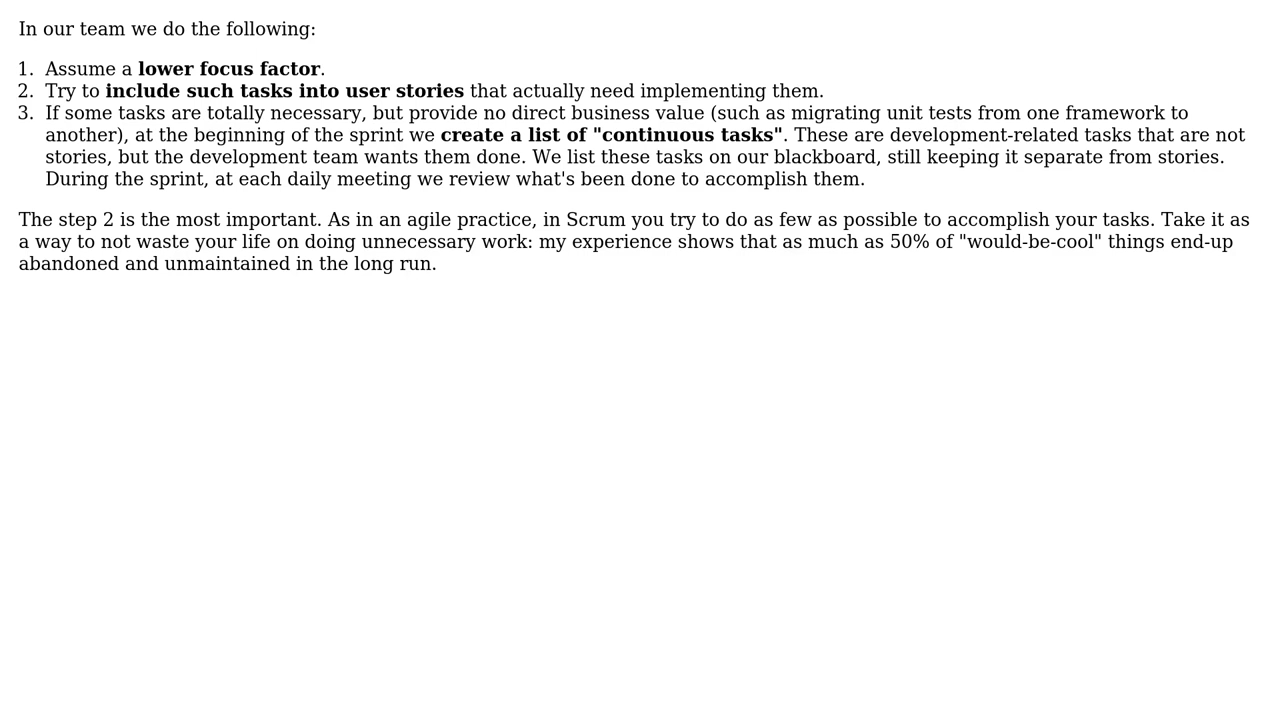 In our team we do the following:
1. Assume a lower focus factor.
2. Try to include such tasks into user stories that actually need implementing them.
3. If some tasks are totally necessary, but provide no direct business value (such as migrating unit tests from one framework to
another), at the beginning of the sprint we create a list of "continuous tasks". These are development-related tasks that are not
stories, but the development team wants them done. We list these tasks on our blackboard, still keeping it separate from stories.
During the sprint, at each daily meeting we review what's been done to accomplish them.
The step 2 is the most important. As in an agile practice, in Scrum you try to do as few as possible to accomplish your tasks. Take it as
a way to not waste your life on doing unnecessary work: my experience shows that as much as 50% of "would-be-cool" things end-up
abandoned and unmaintained in the long run.